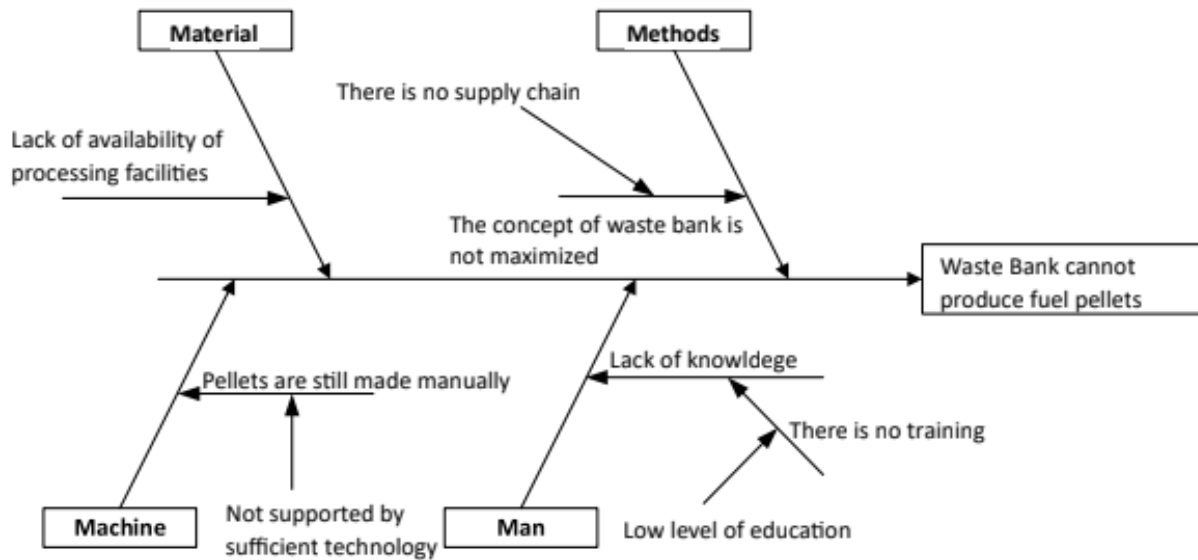 Material
Methods
There is no supply chain
Lack of availability of
processing facilities
The concept of waste bank is
not maximized
Waste Bank cannot
produce fuel pellets
Lack of knowldege
Pellets are still made manually
There is no training
Machine
Not supported by
sufficient technology
Man
Low level of education